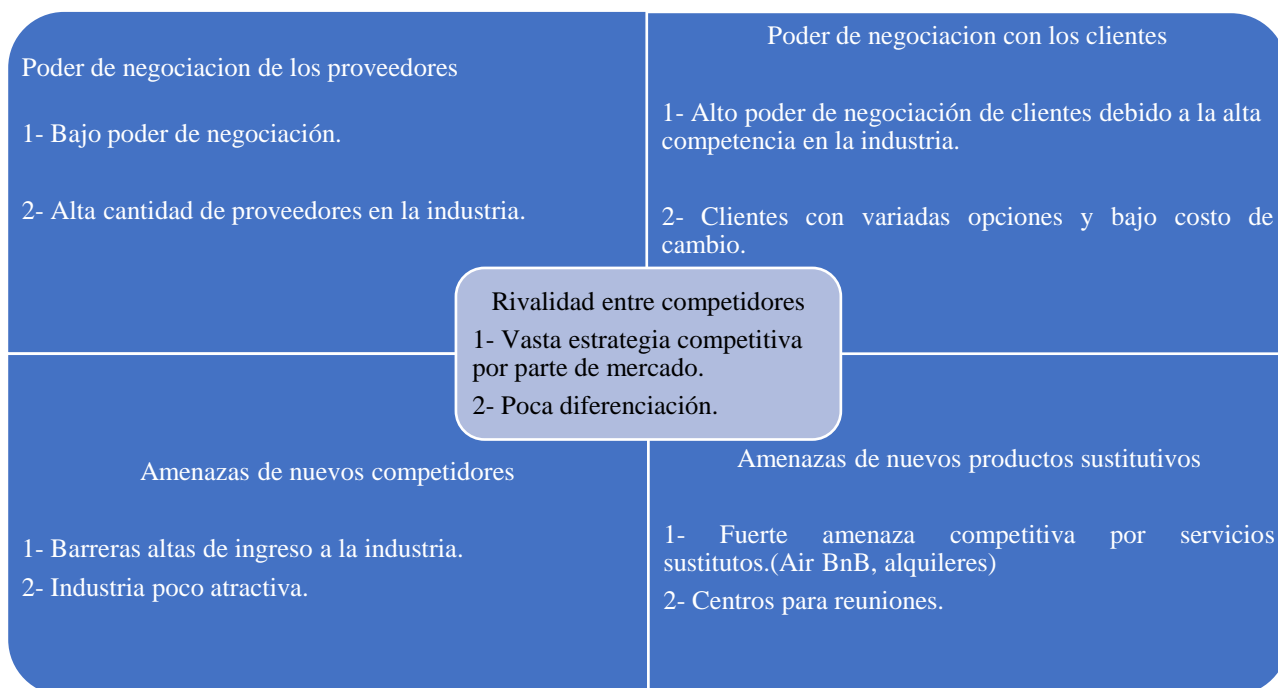 Poder de negociacion de los proveedores
1- Bajo poder de negociación.
2- Alta cantidad de proveedores en la industria.
Poder de negociacion con los clientes
1- Alto poder de negociación de clientes debido a la alta
competencia en la industria.
2- Clientes con variadas opciones y bajo costo de
cambio.
Rivalidad entre competidores
1- Vasta estrategia competitiva
por parte de mercado.
2- Poca diferenciación.
Amenazas de nuevos competidores
1- Barreras altas de ingreso a la industria.
2- Industria poco atractiva.
Amenazas de nuevos productos sustitutivos
1- Fuerte amenaza competitiva por servicios
sustitutos.(Air BnB, alquileres)
2- Centros para reuniones.